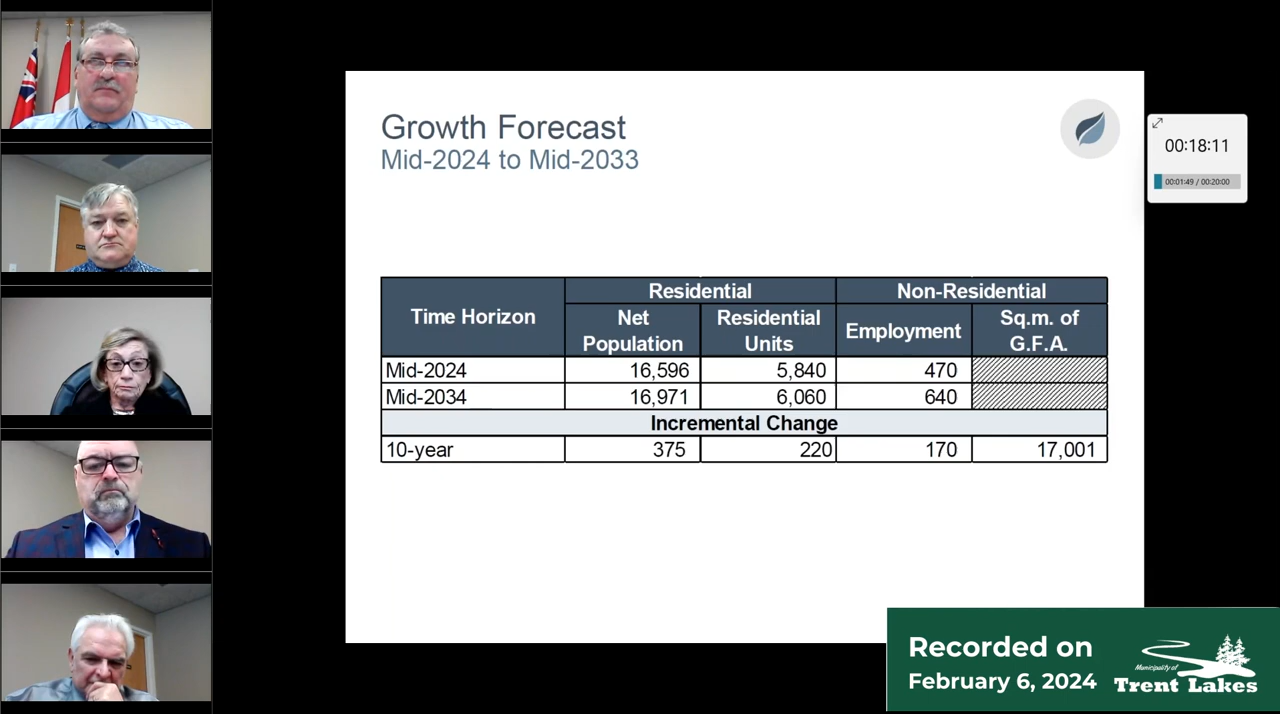 Growth Forecast
Mid-2024 to Mid-2033
00:18:11
00:01:49 / 00:20:00
Time Horizon
Residential
Non-Residential
Net Population
Residential Units
Employment
Sq.m. of G.F.A.
Mid-2024 16,596 5,840 470
Mid-2034 16,971 6,060 640
Incremental Change
10-year 375 220 170 17,001
Recorded on
February 6, 2024
Municipality of
Trent Lakes